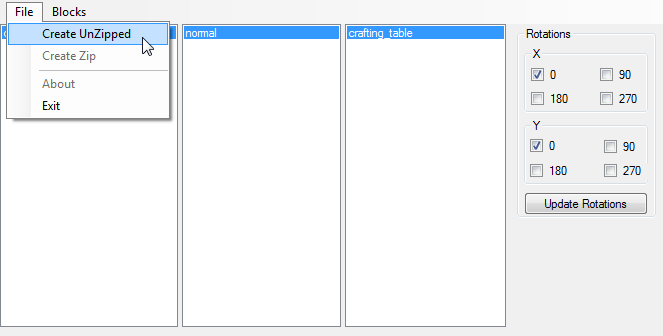 File Blocks
Create UnZipped
Create Zip
About
Exit
normal
crafting_table
Rotations
X
0 90
180 270
Y
0 90
180 270
Update Rotations